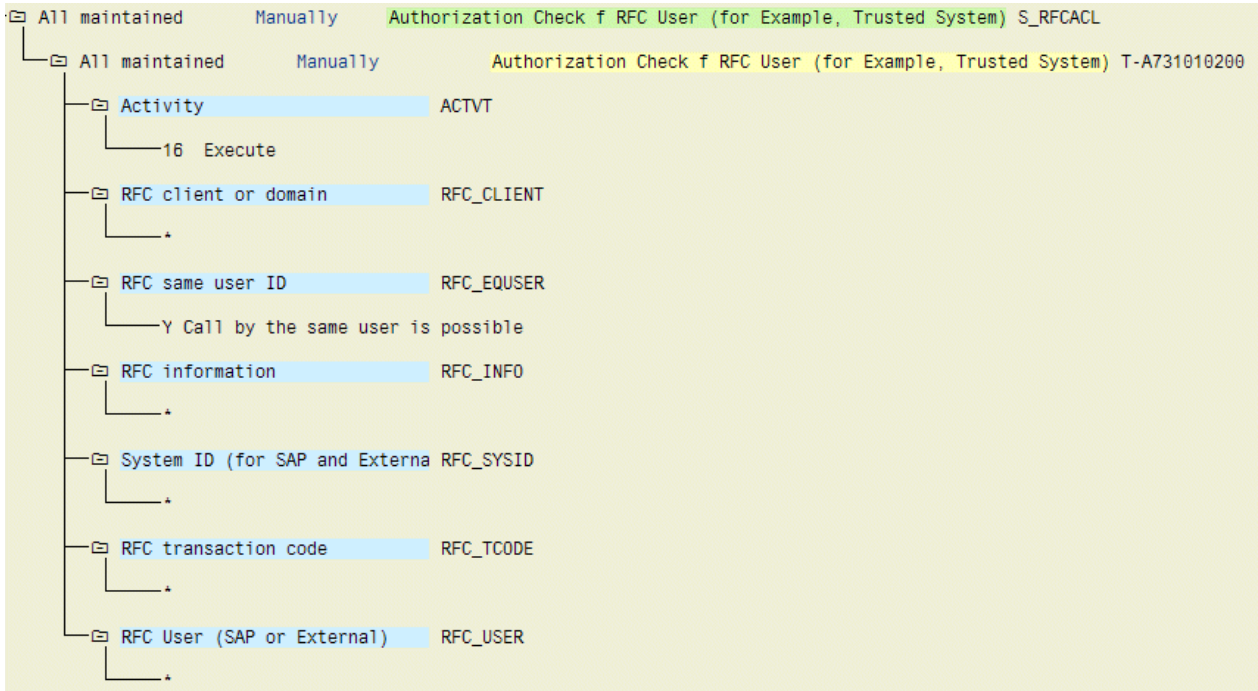 All maintained Manually Authorization Check f RFC User (for Example, Trusted System) S_RFCACL
All maintained Manually Authorization Check f RFC User (for Example, Trusted System) T-A731010200
Activity ACTVT
16 Execute
RFC client or domain RFC_CLIENT
*
RFC same user ID RFC_EQUSER
Y Call by the same user is possible
RFC information RFC_INFO
*
System ID (for SAP and Externa RFC_SYSID
*
RFC transaction code RFC_TCODE
*
RFC User (SAP or External) RFC_USER
*